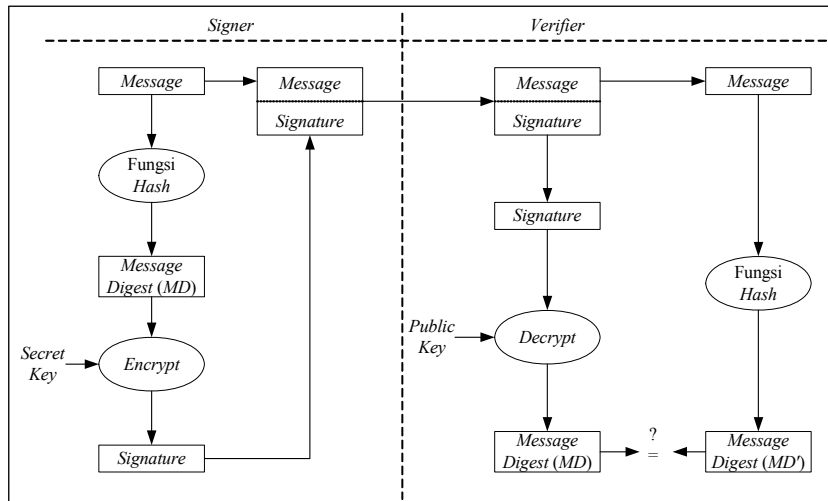 Signer
Verifier
Message
Message
Signature
Message
Signature
Message
Fungsi
Hash
Signature
Message
Digest (MD)
Fungsi
Hash
Secret
Key
Encrypt
Public
Key
Decrypt
Signature
Message
Digest (MD)
?
=
Message
Digest (MD')